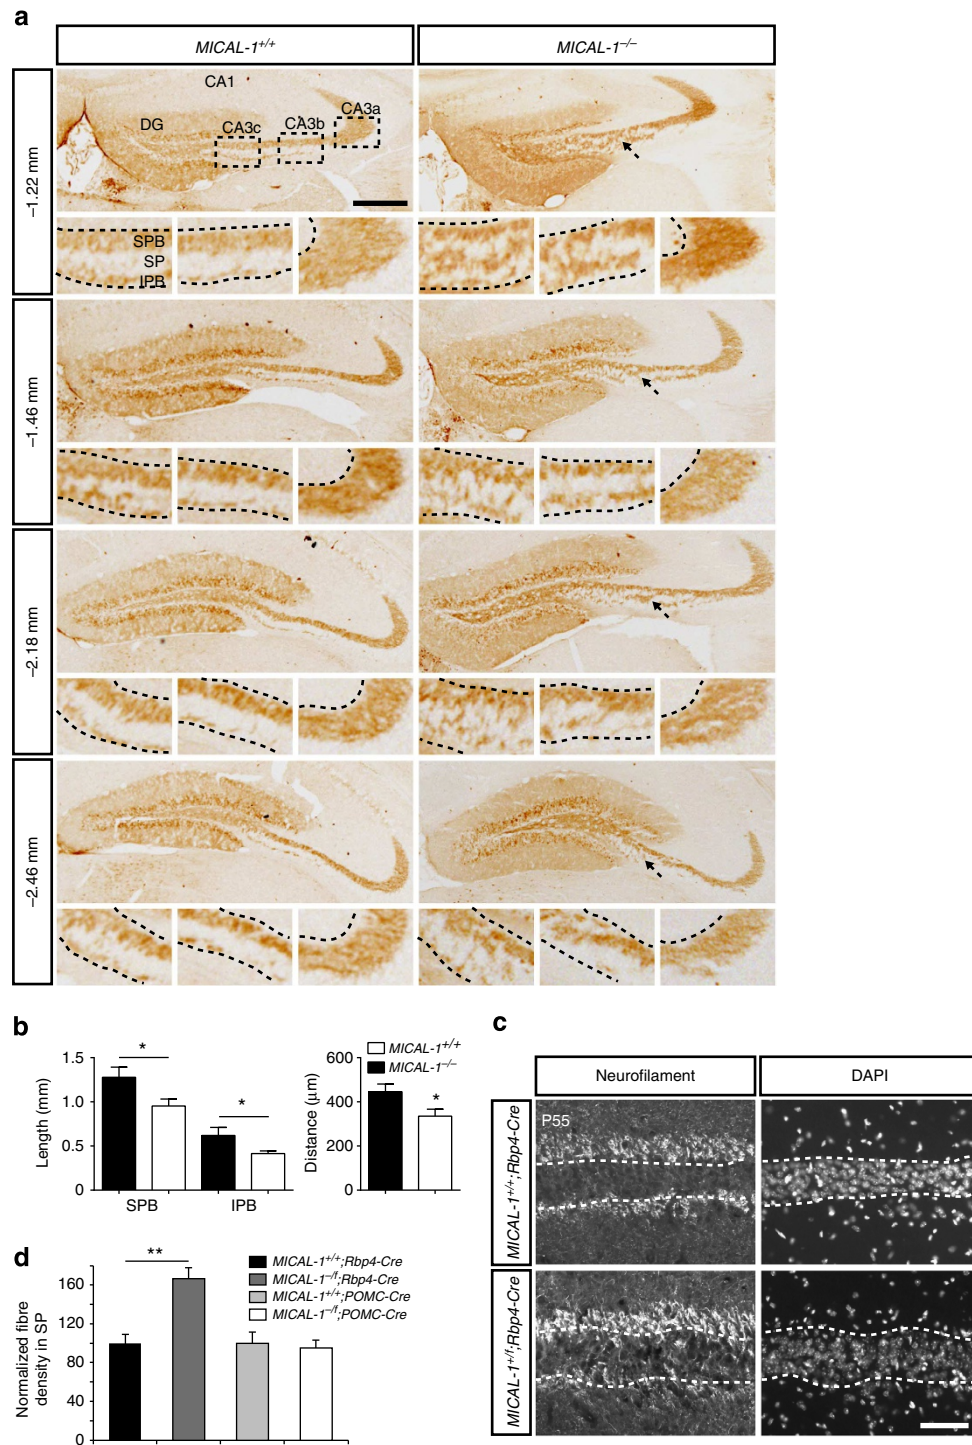 a
MICAL-1+/+
MICAL-1−/−
−1.22 mm
CA1
DG
CA3c
CA3b
CA3a
SPB
SP
IPB
−1.46 mm
−2.18 mm
−2.46 mm
b
Length (mm)
1.5
1.0
0.5
0
*
*
SPB
IPB
Distance (μm)
600
400
200
0
*
MICAL-1+/+
MICAL-1−/−
c
Neurofilament
DAPI
MICAL-1+/+;Rbp4-Cre
P55
MICAL-1+/f;Rbp4-Cre
d
Normalized fibre
density in SP
160
120
80
40
0
**
MICAL-1+/+;Rbp4-Cre
MICAL-1−/f;Rbp4-Cre
MICAL-1+/+;POMC-Cre
MICAL-1−/f;POMC-Cre